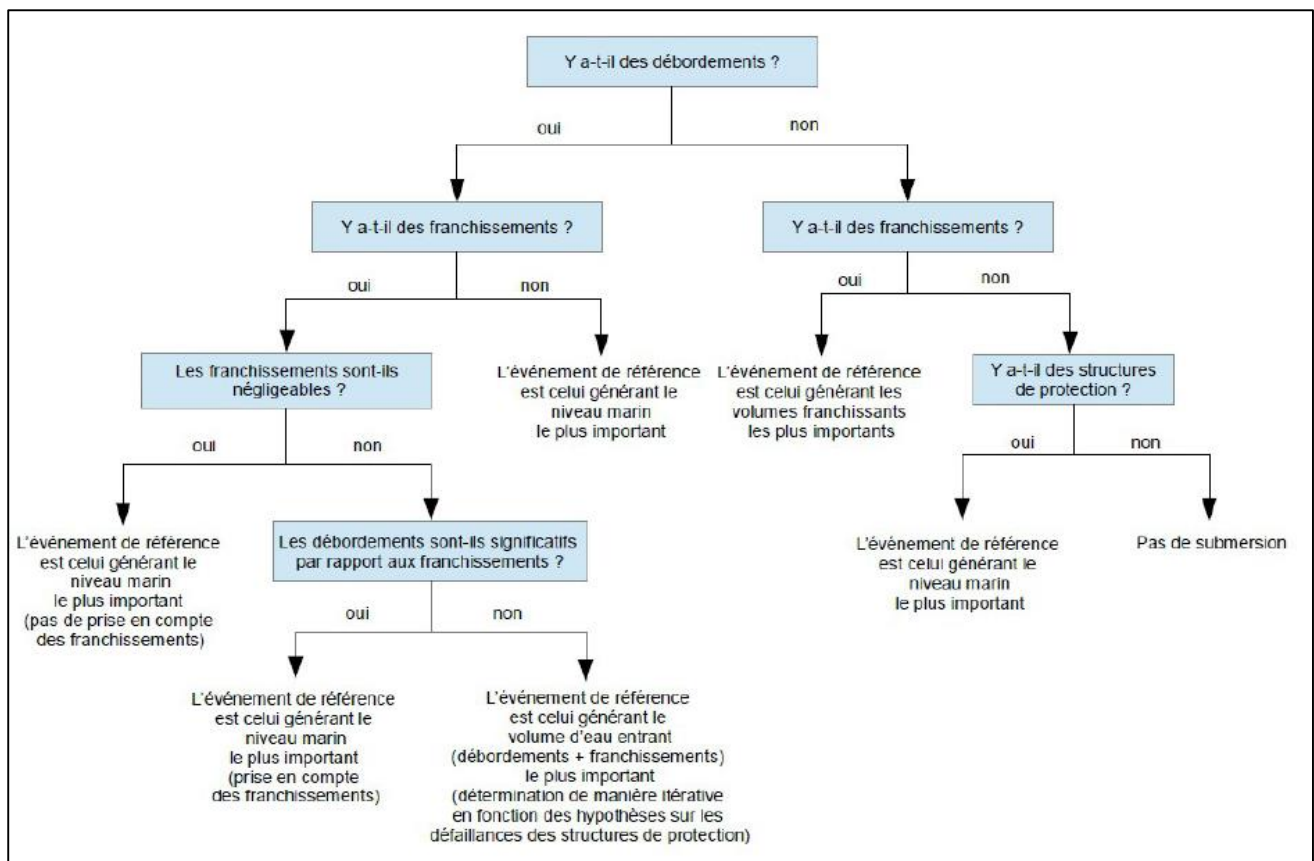 Y a-t-il des débordements ?
oui
non
Y a-t-il des franchissements ?
Y a-t-il des franchissements ?
oui
non
oui
non
Les franchissements sont-ils
négligeables ?
L'événement de référence
est celui générant le
niveau marin
le plus important
L'événement de référence
est celui générant les
volumes franchissants
les plus importants
Y a-t-il des structures
de protection ?
oui
non
oui
non
L'événement de référence
est celui générant le
niveau marin
le plus important
(pas de prise en compte
des franchissements)
Les débordements sont-ils significatifs
par rapport aux franchissements ?
L'événement de référence
est celui générant le
niveau marin
le plus important
Pas de submersion
oui
non
L'événement de référence
est celui générant le
niveau marin
le plus important
(prise en compte
des franchissements)
L'événement de référence
est celui générant le
volume d'eau entrant
(débordements + franchissements)
le plus important
(détermination de manière itérative
en fonction des hypothèses sur les
défaillances des structures de protection)